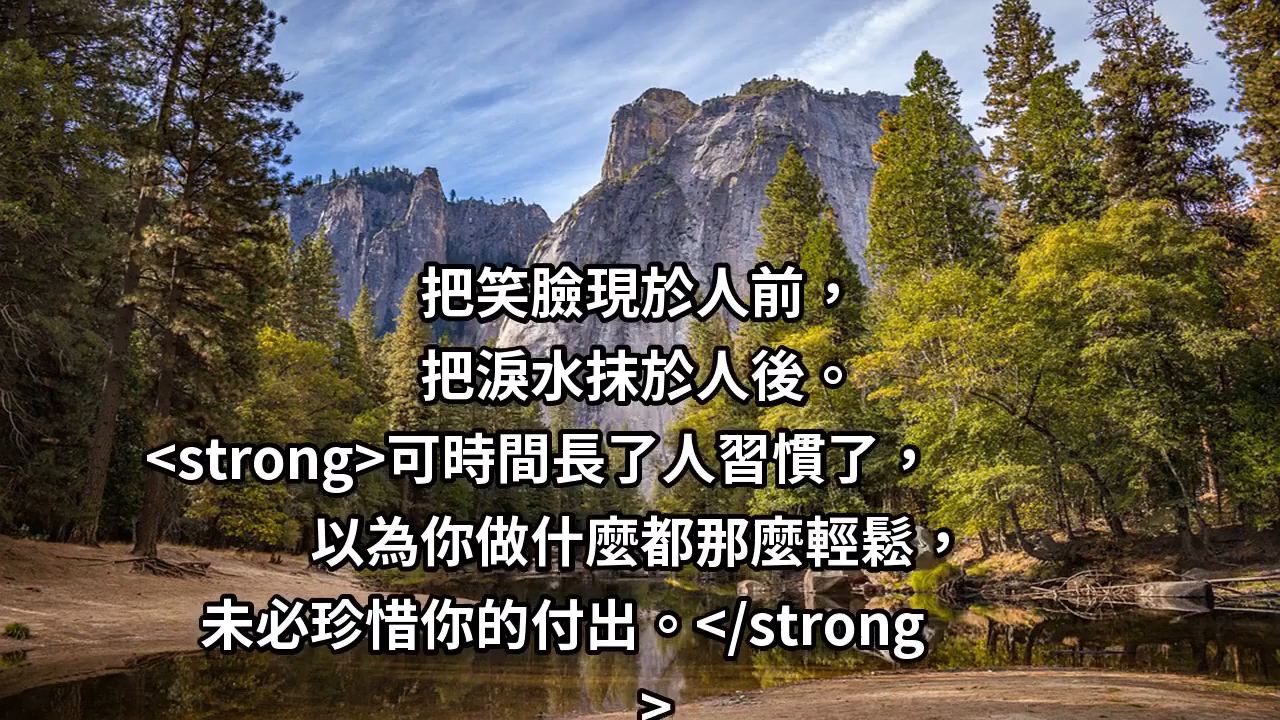 把笑臉現於人前，
把淚水抹於人後。
<strong>可時間長了人習慣了，
以為你做什麼都那麼輕鬆，
未必珍惜你的付出。</strong
>